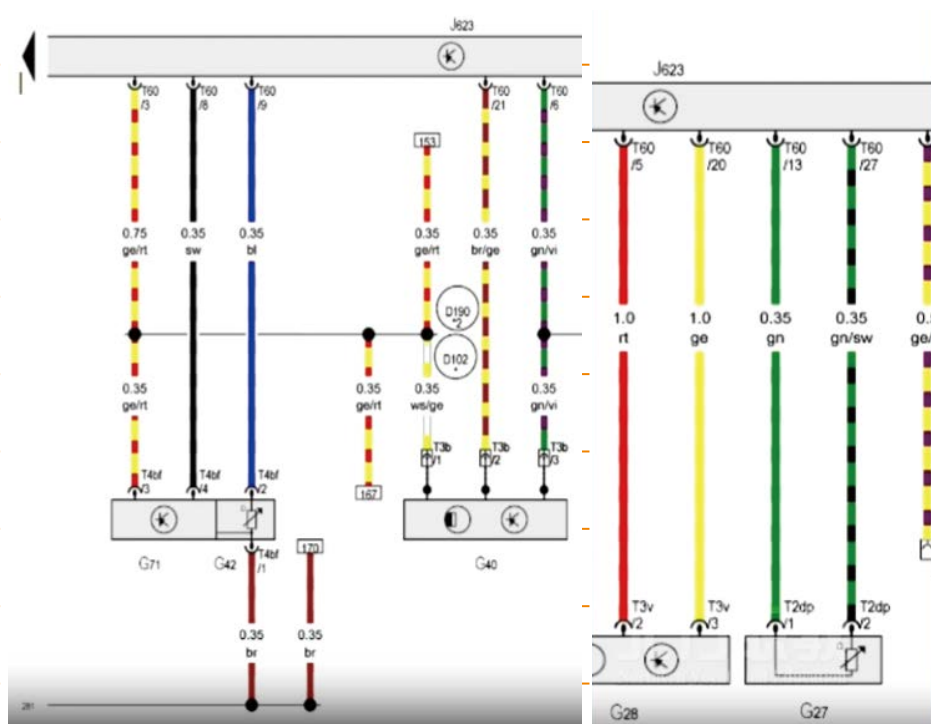 J623
T60 /3
T60 /8
T60 /9
T60 /21
T60 /6
153
0.75 ge/rt
0.35 sw
0.35 bl
0.35 ge/rt
0.35 br/ge
0.35 gn/vi
D190
*2
D102
*
0.35 ge/rt
0.35 ge/rt
0.35 ws/ge
0.35 gn/vi
T4bf /3
T4bf /4
T4bf /2
167
T3b /1
T3b /2
T3b /3
G71
G42
T4bf /1
170
G40
0.35 br
0.35 br
281
J623
T60 /5
T60 /20
T60 /13
T60 /27
1.0 rt
1.0 ge
0.35 gn
0.35 gn/sw
T3v /2
T3v /3
T2dp /1
T2dp /2
G28
G27